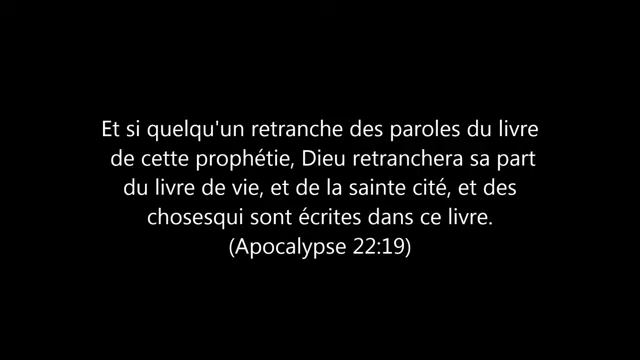 Et si quelqu'un retranche des paroles du livre
de cette prophétie, Dieu retranchera sa part
du livre de vie, et de la sainte cité, et des
chosesqui sont écrites dans ce livre.
(Apocalypse 22:19)